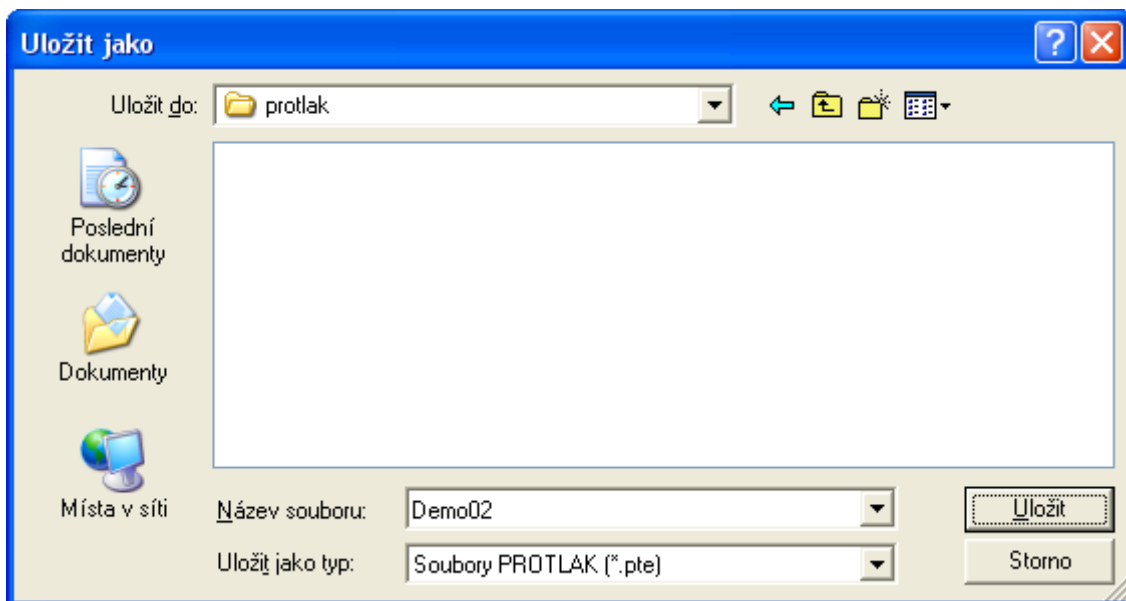 Uložit jako
Uložit do: protlak
Poslední
dokumenty
Dokumenty
Místa v síti
Název souboru: Demo02 Uložit
Uložit jako typ: Soubory PROTLAK (*.pte) Storno